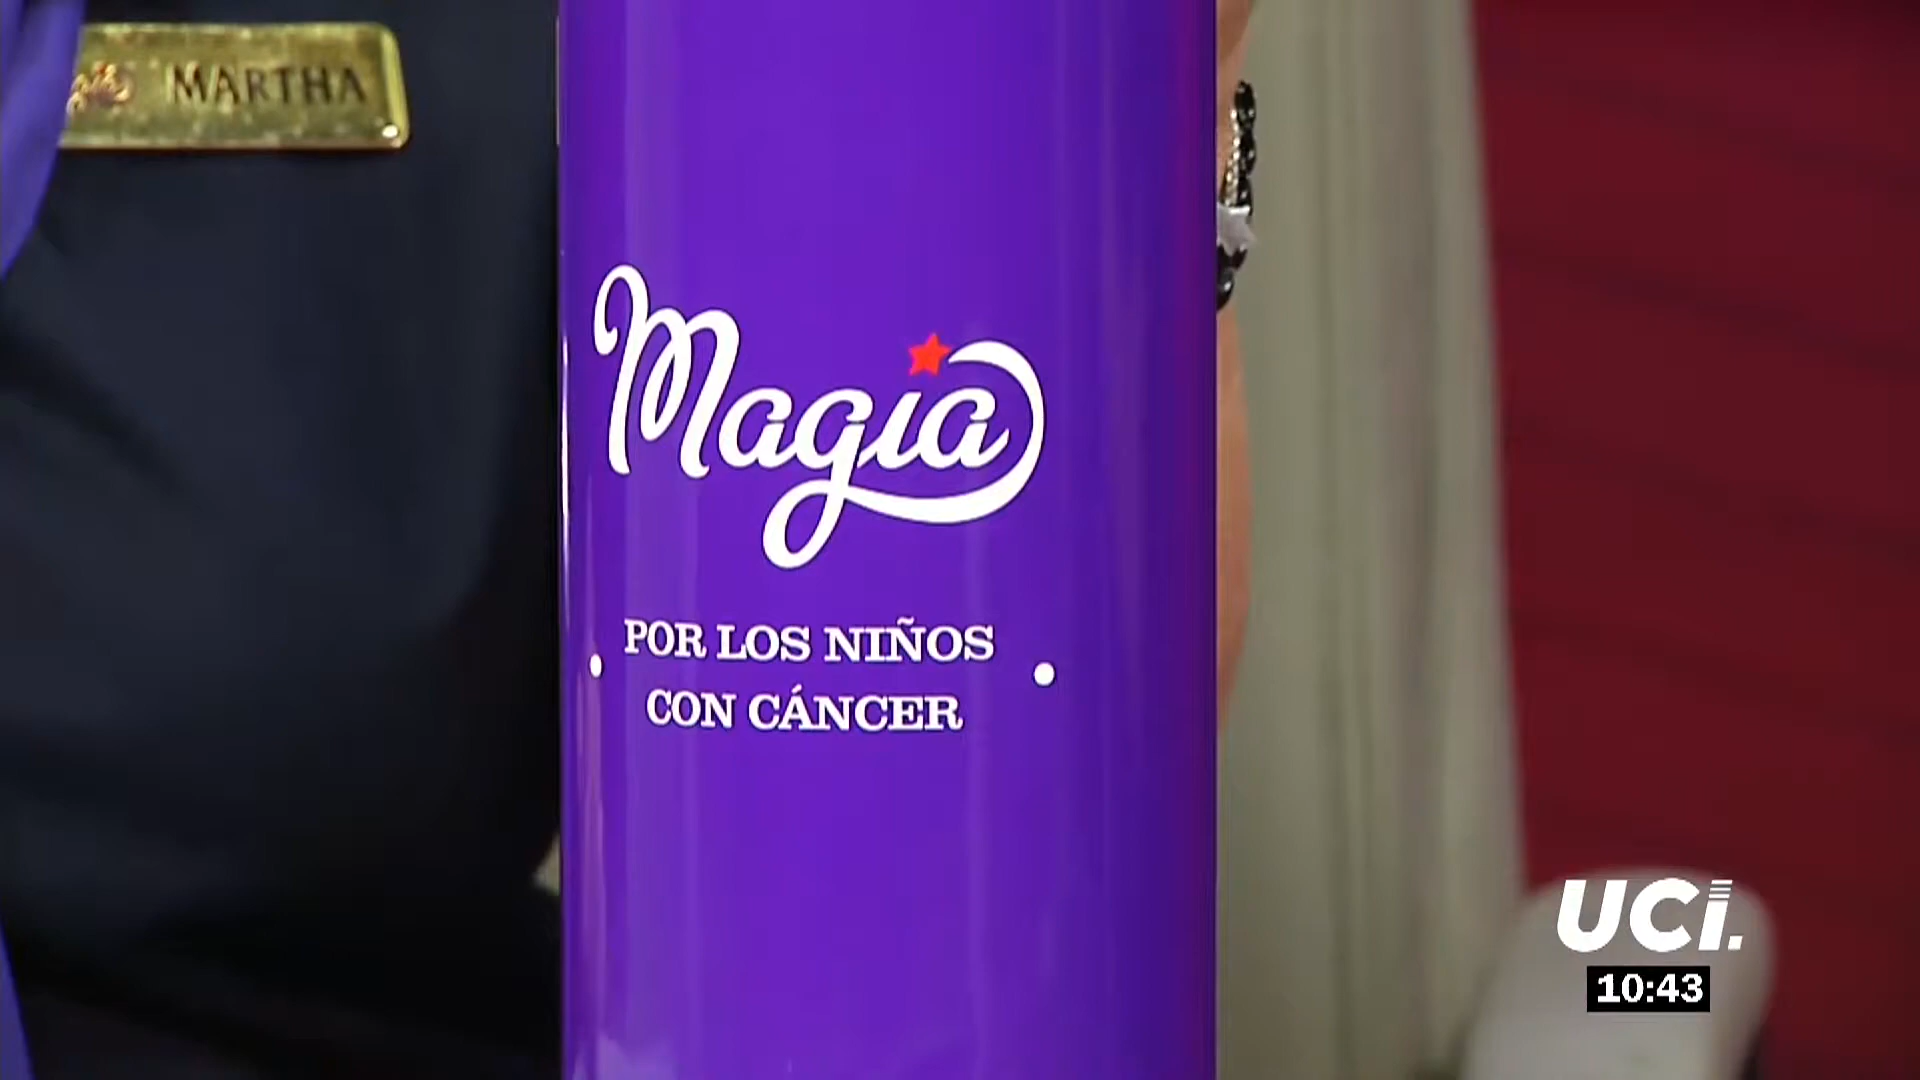 MARTHA
Magia
POR LOS NIÑOS
CON CÁNCER
UCI.
10:43